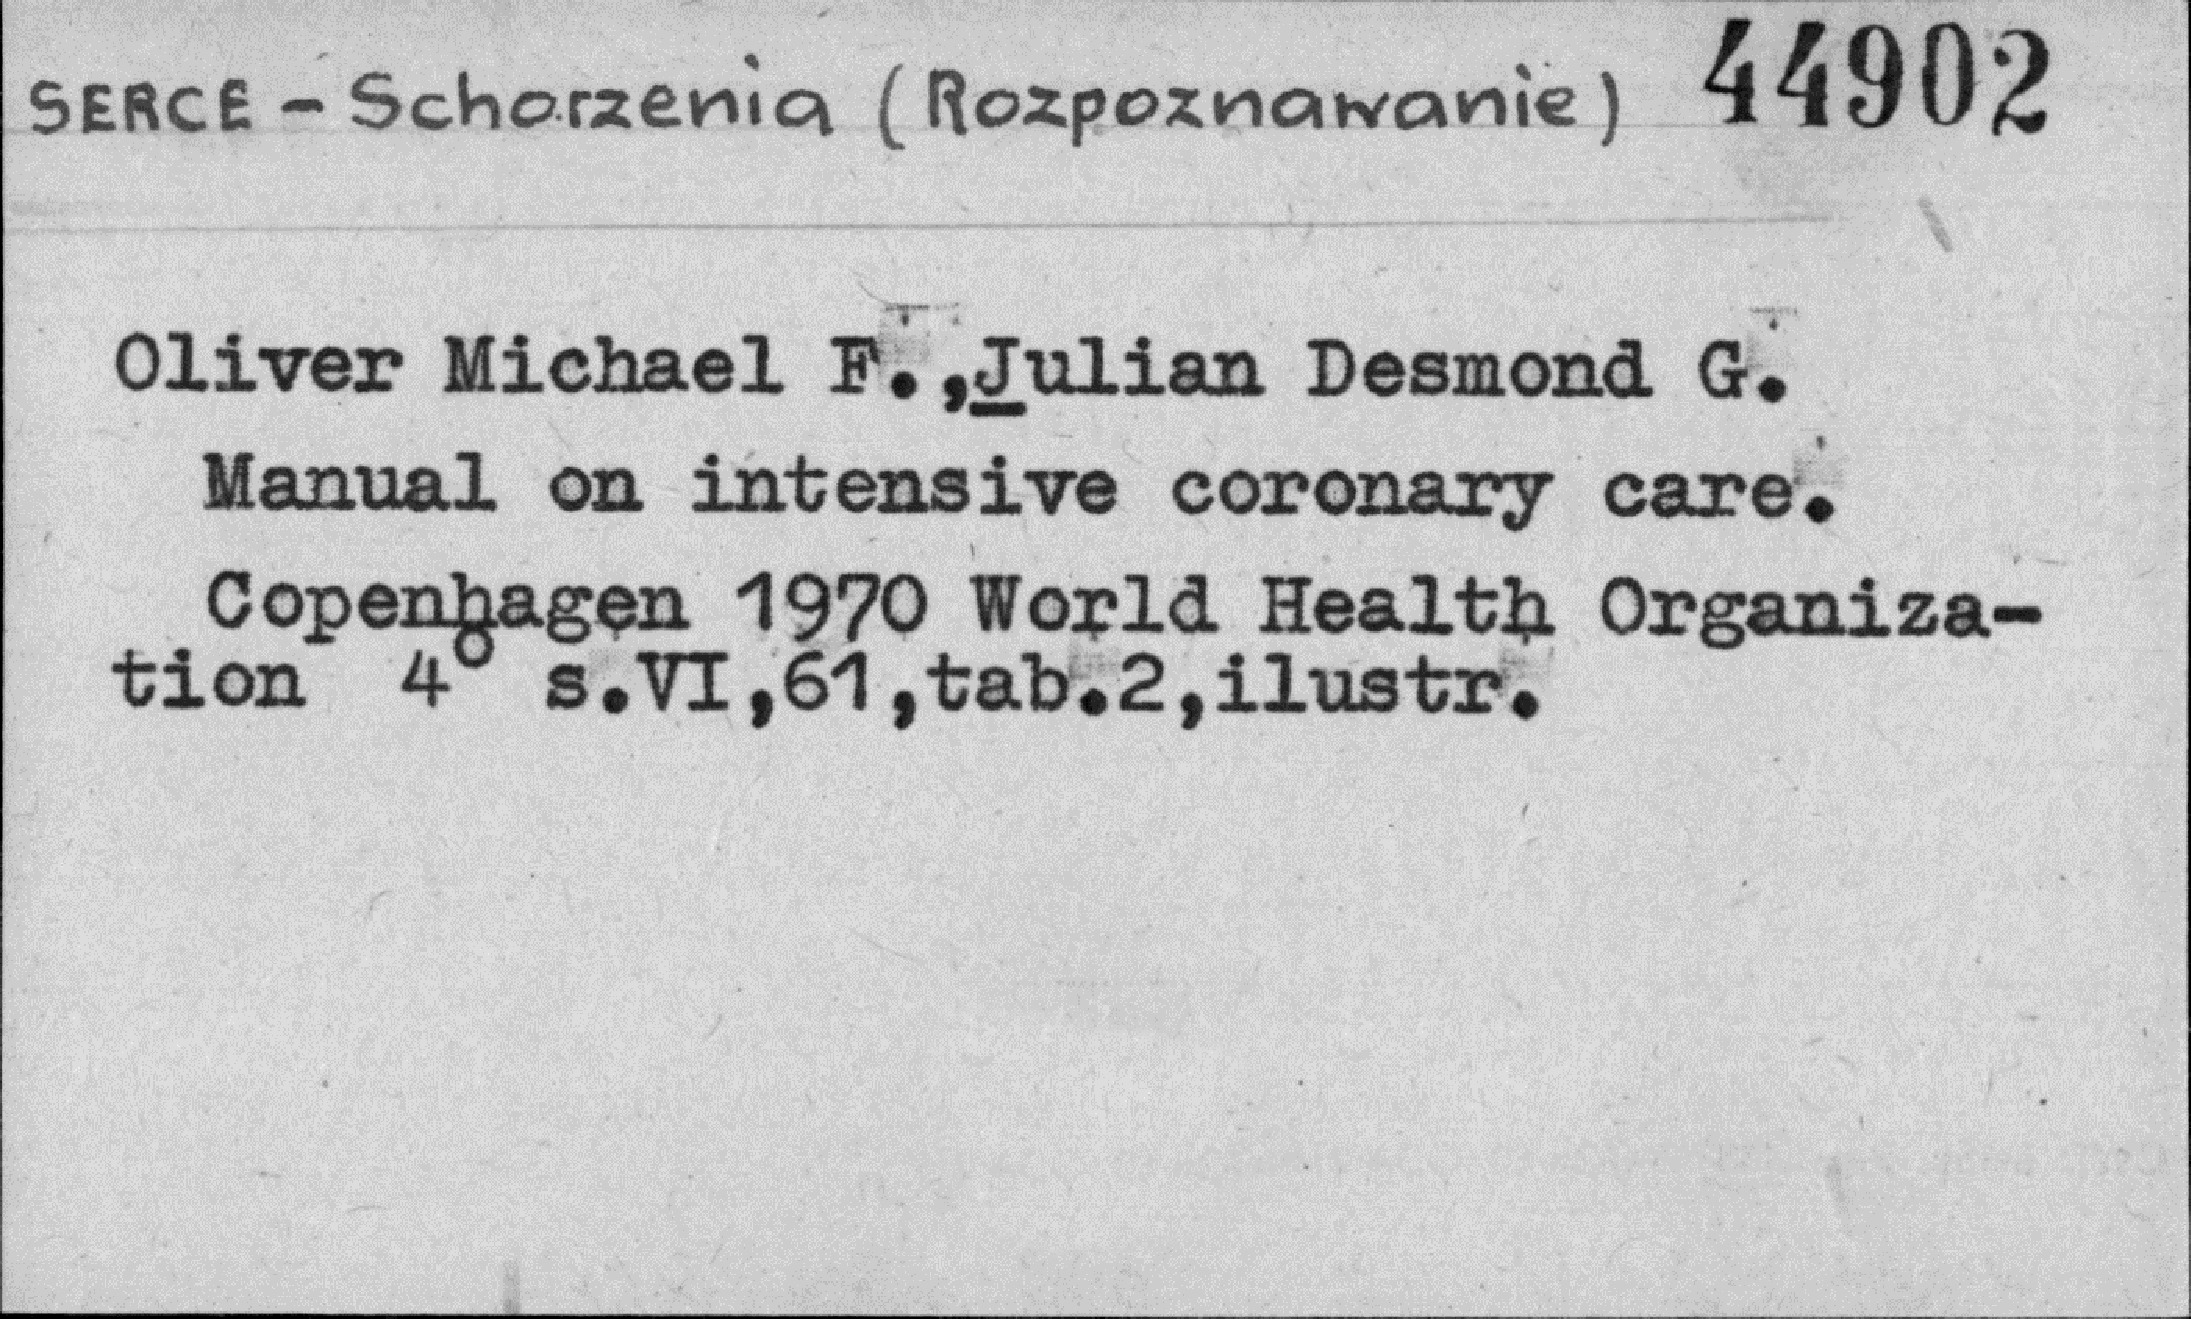 SERCE - Schorzenia (Rozpoznawanie) 44902
Oliver Michael F.,Julian Desmond G.
Manual on intensive coronary care.
Copenhagen 1970 World Health Organiza-
tion 4° s.VI,61,tab.2,ilustr.